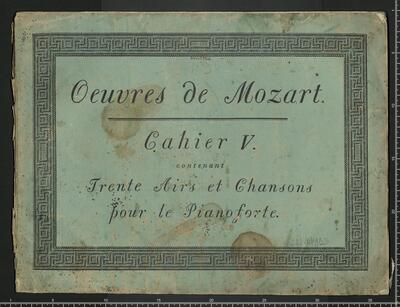 Oeuvres de Mozart.
Cahier V.
contenant
Trente Airs et Chansons
pour le Pianoforte.